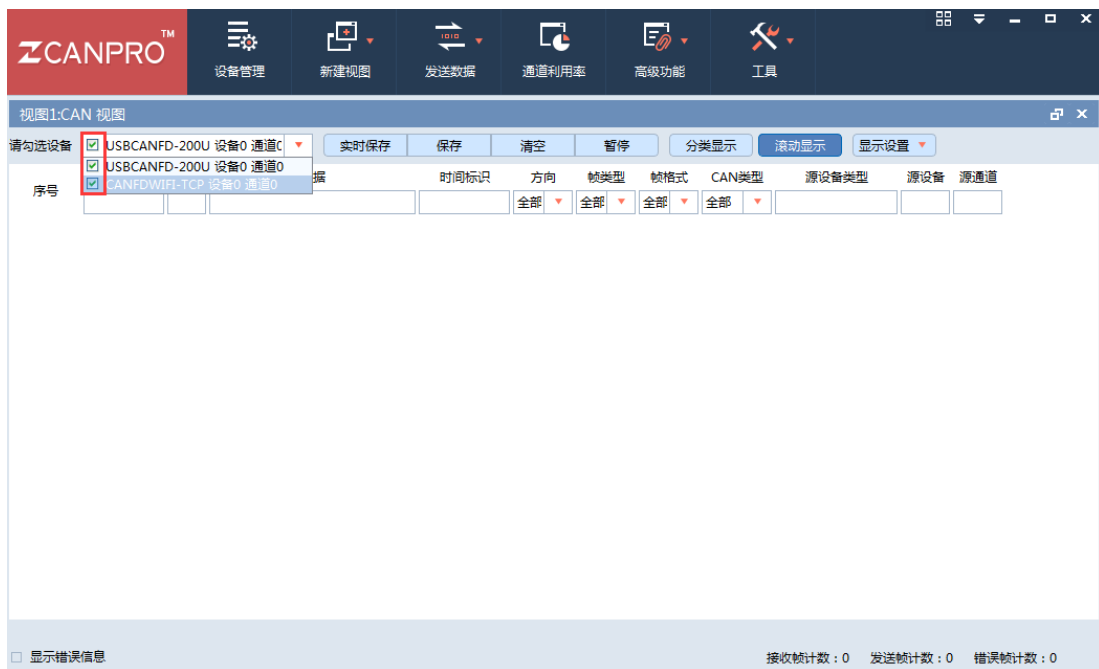 ZCANPRO™
设备管理
新建视图
发送数据
通道利用率
高级功能
工具
视图1:CAN 视图
请勾选设备 USBCANFD-200U 设备0 通道 实时保存 保存 清空 暂停 分类显示 滚动显示 显示设置
USBCANFD-200U 设备0 通道0
CANFDWIFI-TCP 设备0 通道0
序号 据 时间标识 方向 帧类型 帧格式 CAN类型 源设备类型 源设备 源通道
全部 全部 全部 全部
显示错误信息 接收帧计数：0 发送帧计数：0 错误帧计数：0